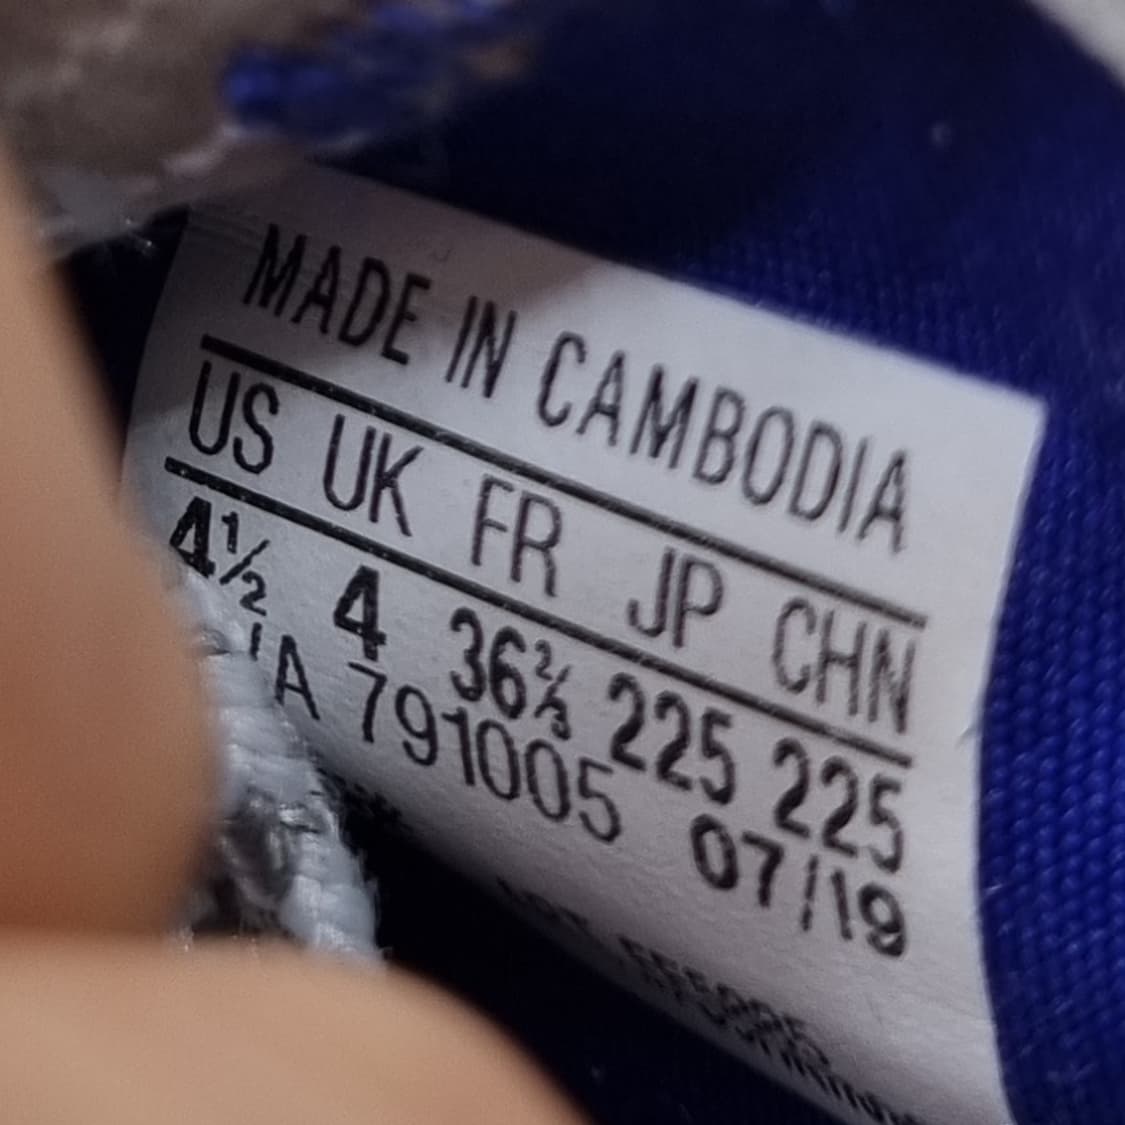 MADE IN CAMBODIA
US UK FR JP CHN
4½ 4 36⅔ 225 225
791005 07/19